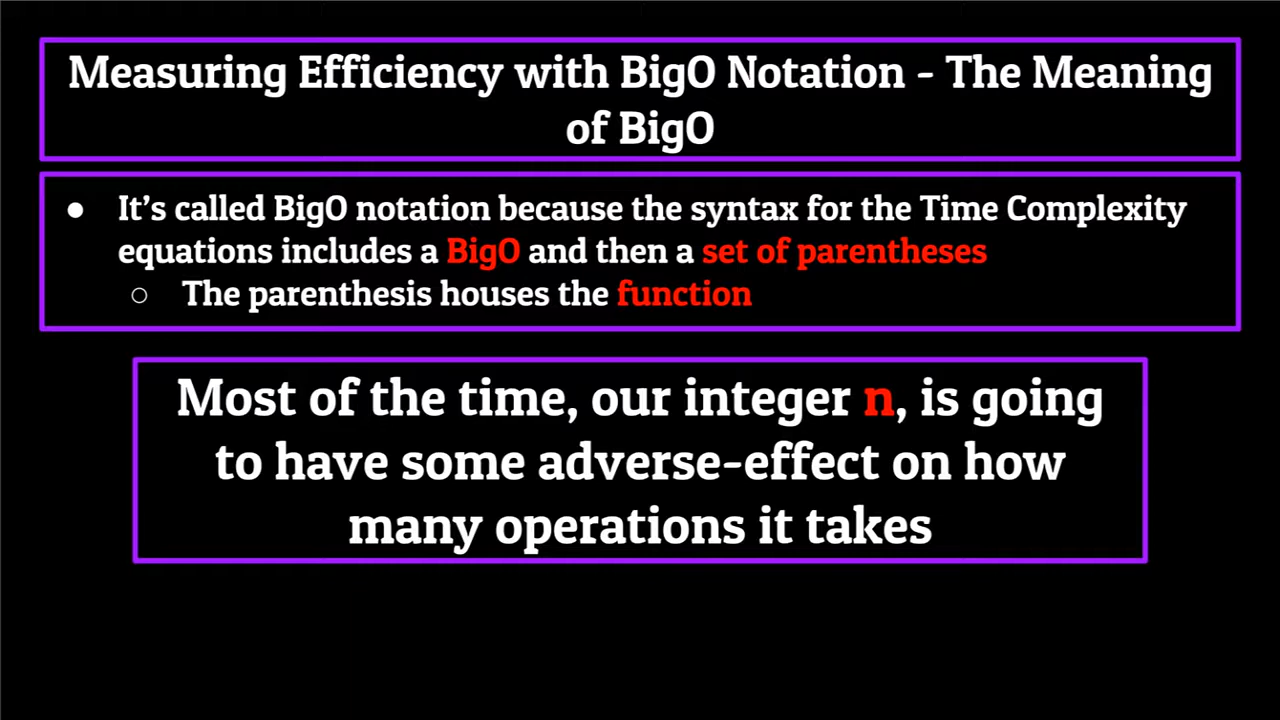 Measuring Efficiency with BigO Notation - The Meaning
of BigO
● It's called BigO notation because the syntax for the Time Complexity
equations includes a BigO and then a set of parentheses
○ The parenthesis houses the function
Most of the time, our integer n, is going
to have some adverse-effect on how
many operations it takes